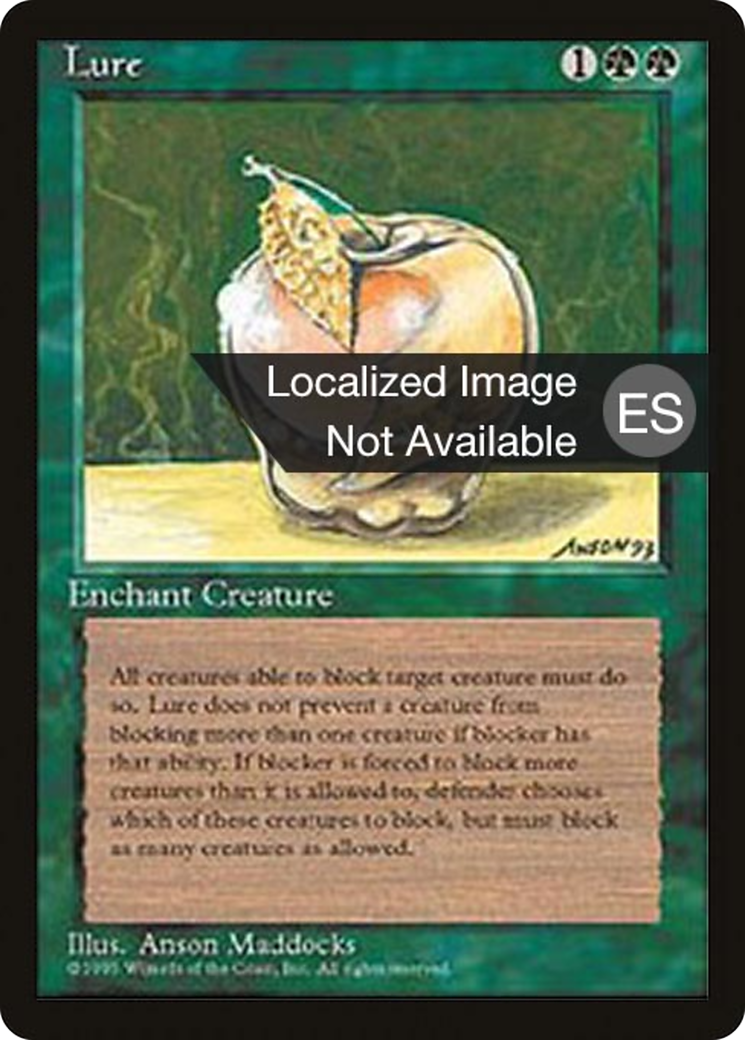 Lure
1
ANSON 93
Localized Image
Not Available
ES
Enchant Creature
All creatures able to block target creature must do
so. Lure does not prevent a creature from
blocking more than one creature if blocker has
that ability. If blocker is forced to block more
creatures than it is allowed to, defender chooses
which of these creatures to block, but must block
as many creatures as allowed.
Illus. Anson Maddocks
©1995 Wizards of the Coast, Inc. All rights reserved.